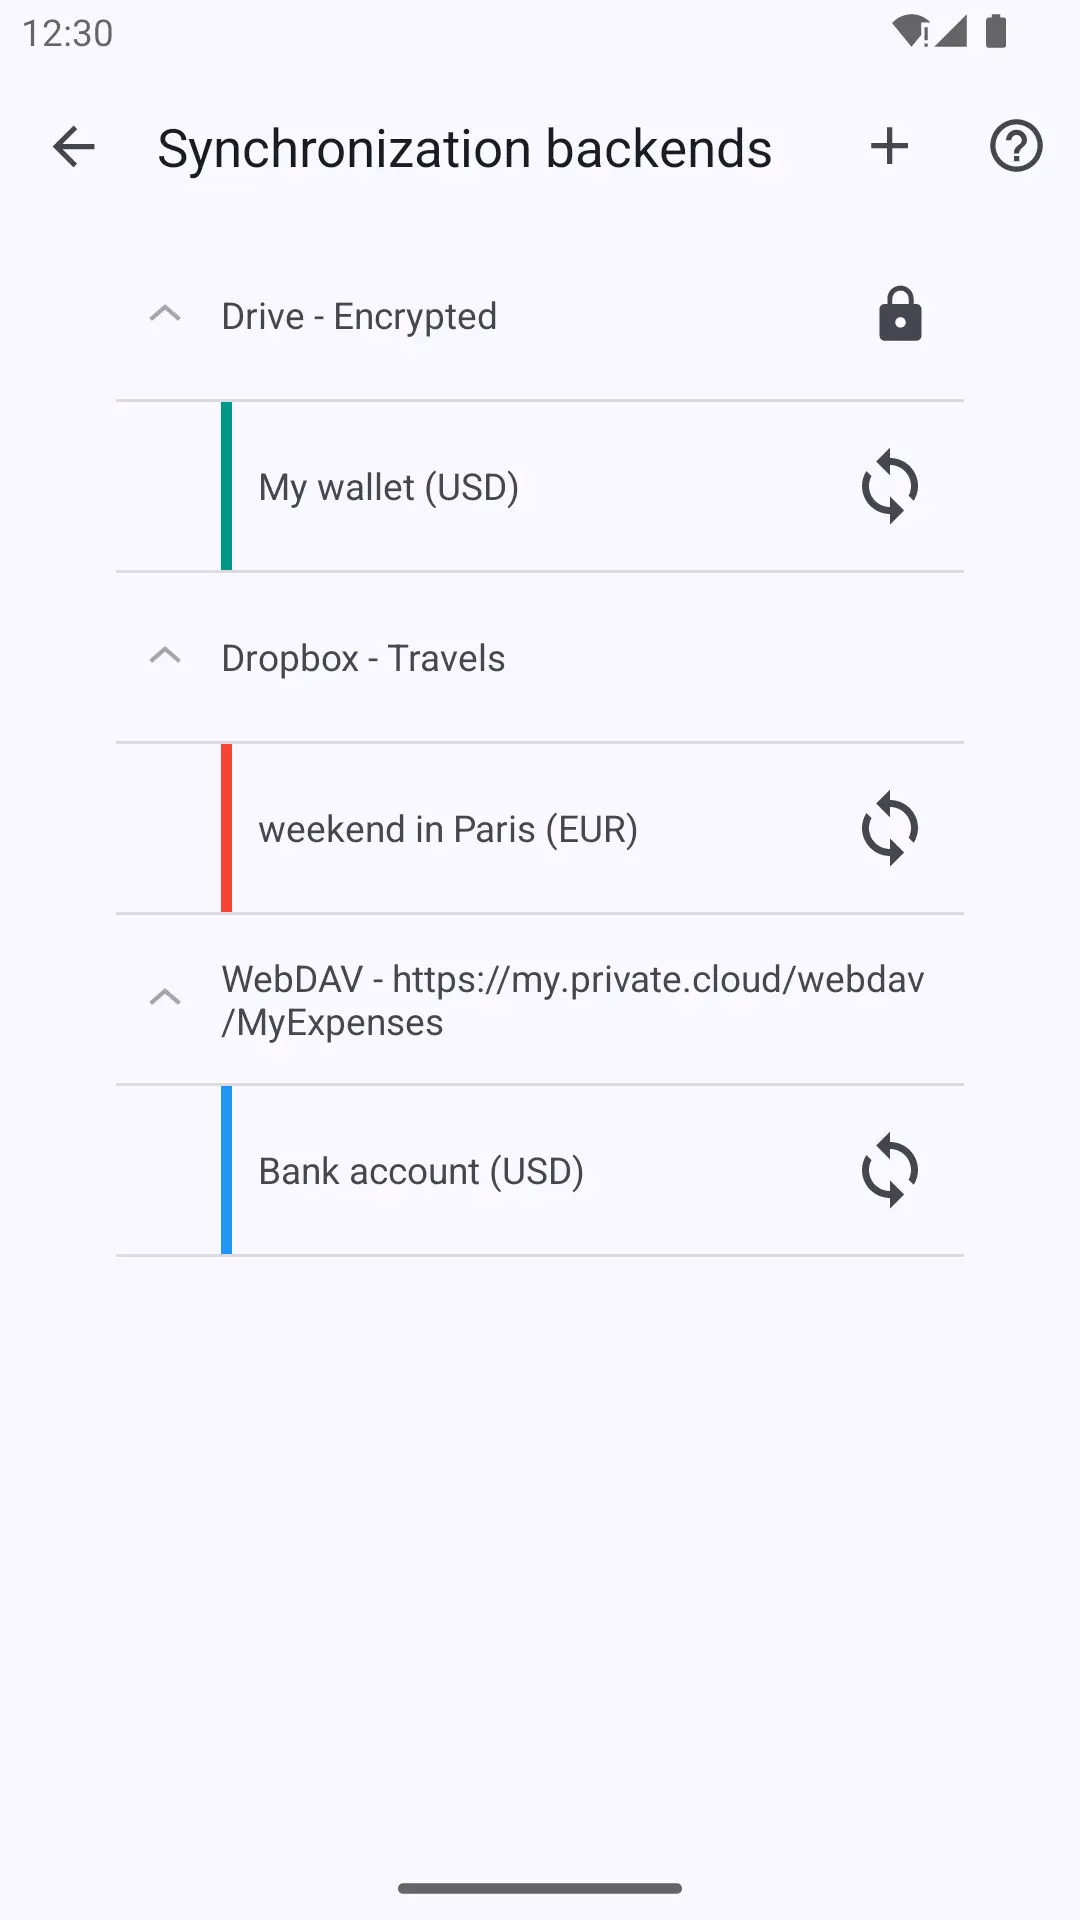 12:30
Synchronization backends
Drive - Encrypted
My wallet (USD)
Dropbox - Travels
weekend in Paris (EUR)
WebDAV - https://my.private.cloud/webdav
/MyExpenses
Bank account (USD)